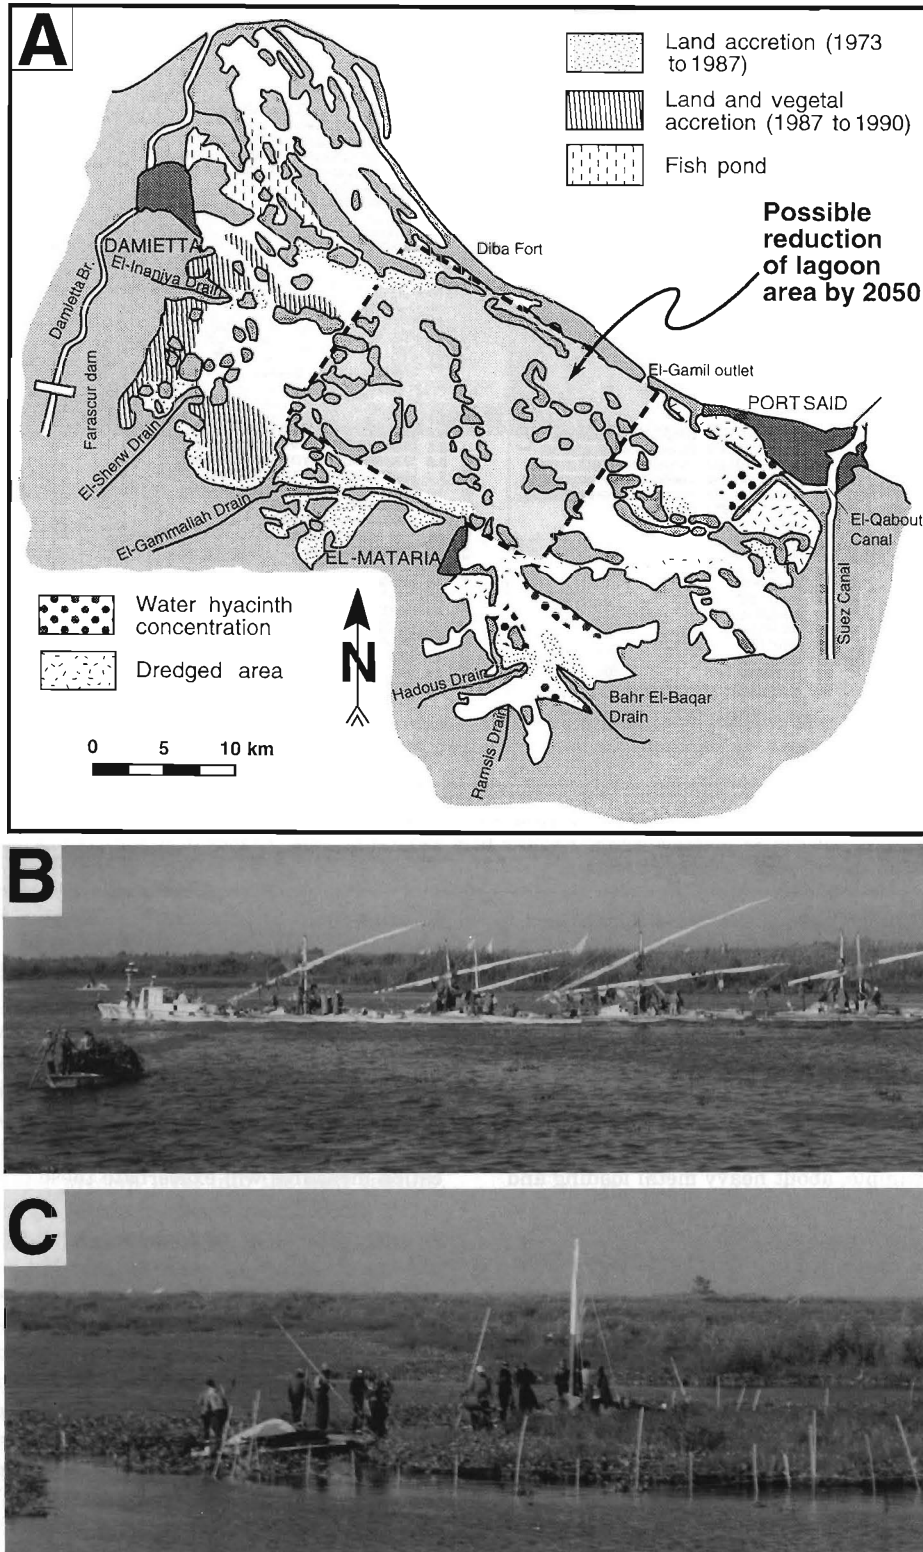 A
Land accretion (1973
to 1987)
Land and vegetal
accretion (1987 to 1990)
Fish pond
Possible
reduction
of lagoon
area by 2050
Diba Fort
DAMIETTA
El-Inaniya Drain
Damietta Br.
Farascur dam
El-Gamil outlet
PORT SAID
El-Sherw Drain
El-Gammaliah Drain
EL-MATARIA
El-Qabouti
Canal
Suez Canal
Water hyacinth
concentration
Dredged area
N
Hadous Drain
Bahr El-Baqar
Drain
Ramsis Drain
0 5 10 km
B
C